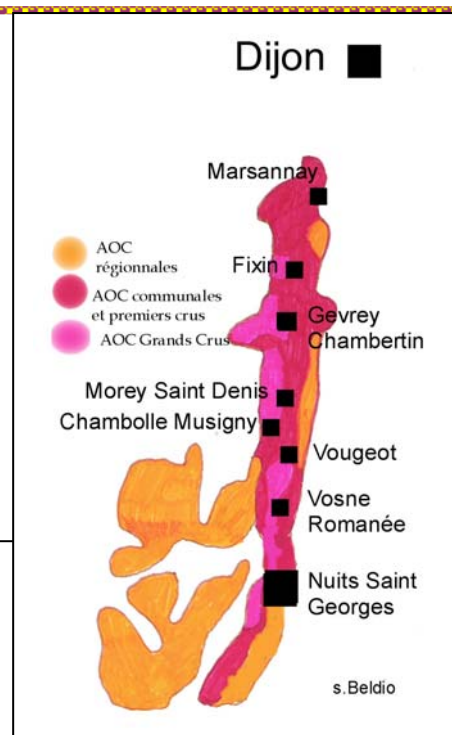 Dijon
Marsannay
AOC
régionnales
Fixin
AOC communales
et premiers crus
Gevrey
Chambertin
AOC Grands Crus
Morey Saint Denis
Chambolle Musigny
Vougeot
Vosne
Romanée
Nuits Saint
Georges
s.Beldio